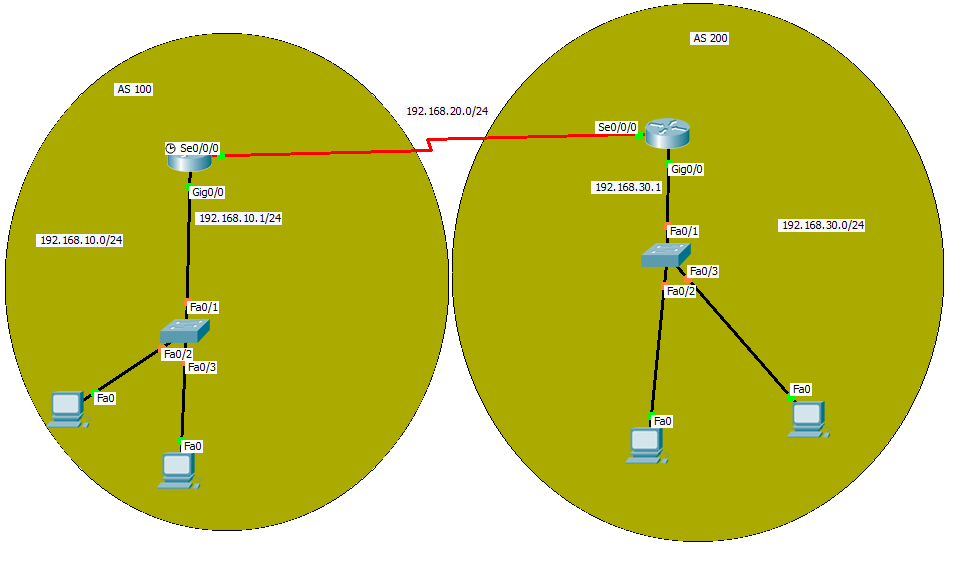 AS 100
AS 200
192.168.20.0/24
Se0/0/0
Se0/0/0
Gig0/0
Gig0/0
192.168.10.1/24
192.168.30.1
192.168.10.0/24
192.168.30.0/24
Fa0/1
Fa0/1
Fa0/2
Fa0/3
Fa0/3
Fa0/2
Fa0
Fa0
Fa0
Fa0